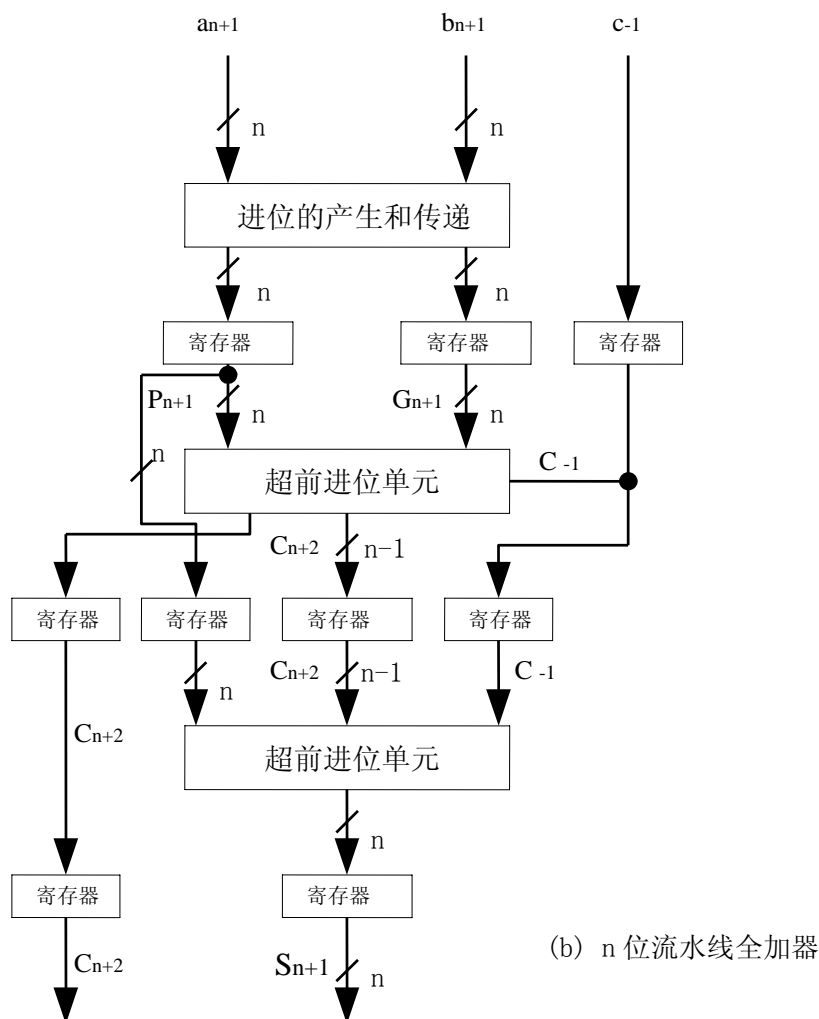 an+1 bn+1 c-1
n n
进位的产生和传递
n n
寄存器 寄存器 寄存器
Pn+1 n Gn+1 n
n
超前进位单元 C -1
Cn+2 n-1
寄存器 寄存器 寄存器 寄存器
n Cn+2 n-1 C -1
Cn+2
超前进位单元
n
寄存器 寄存器
Cn+2 Sn+1 n
(b) n 位流水线全加器